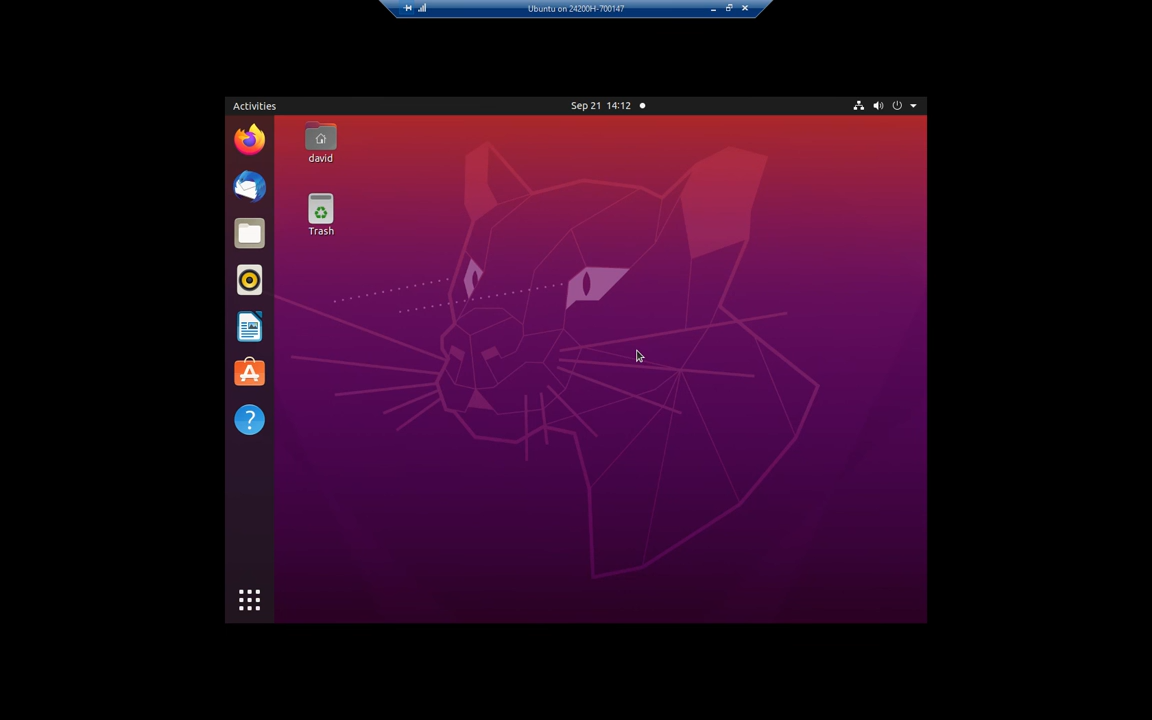 Ubuntu on 24200H-700147
Activities
Sep 21 14:12
david
Trash